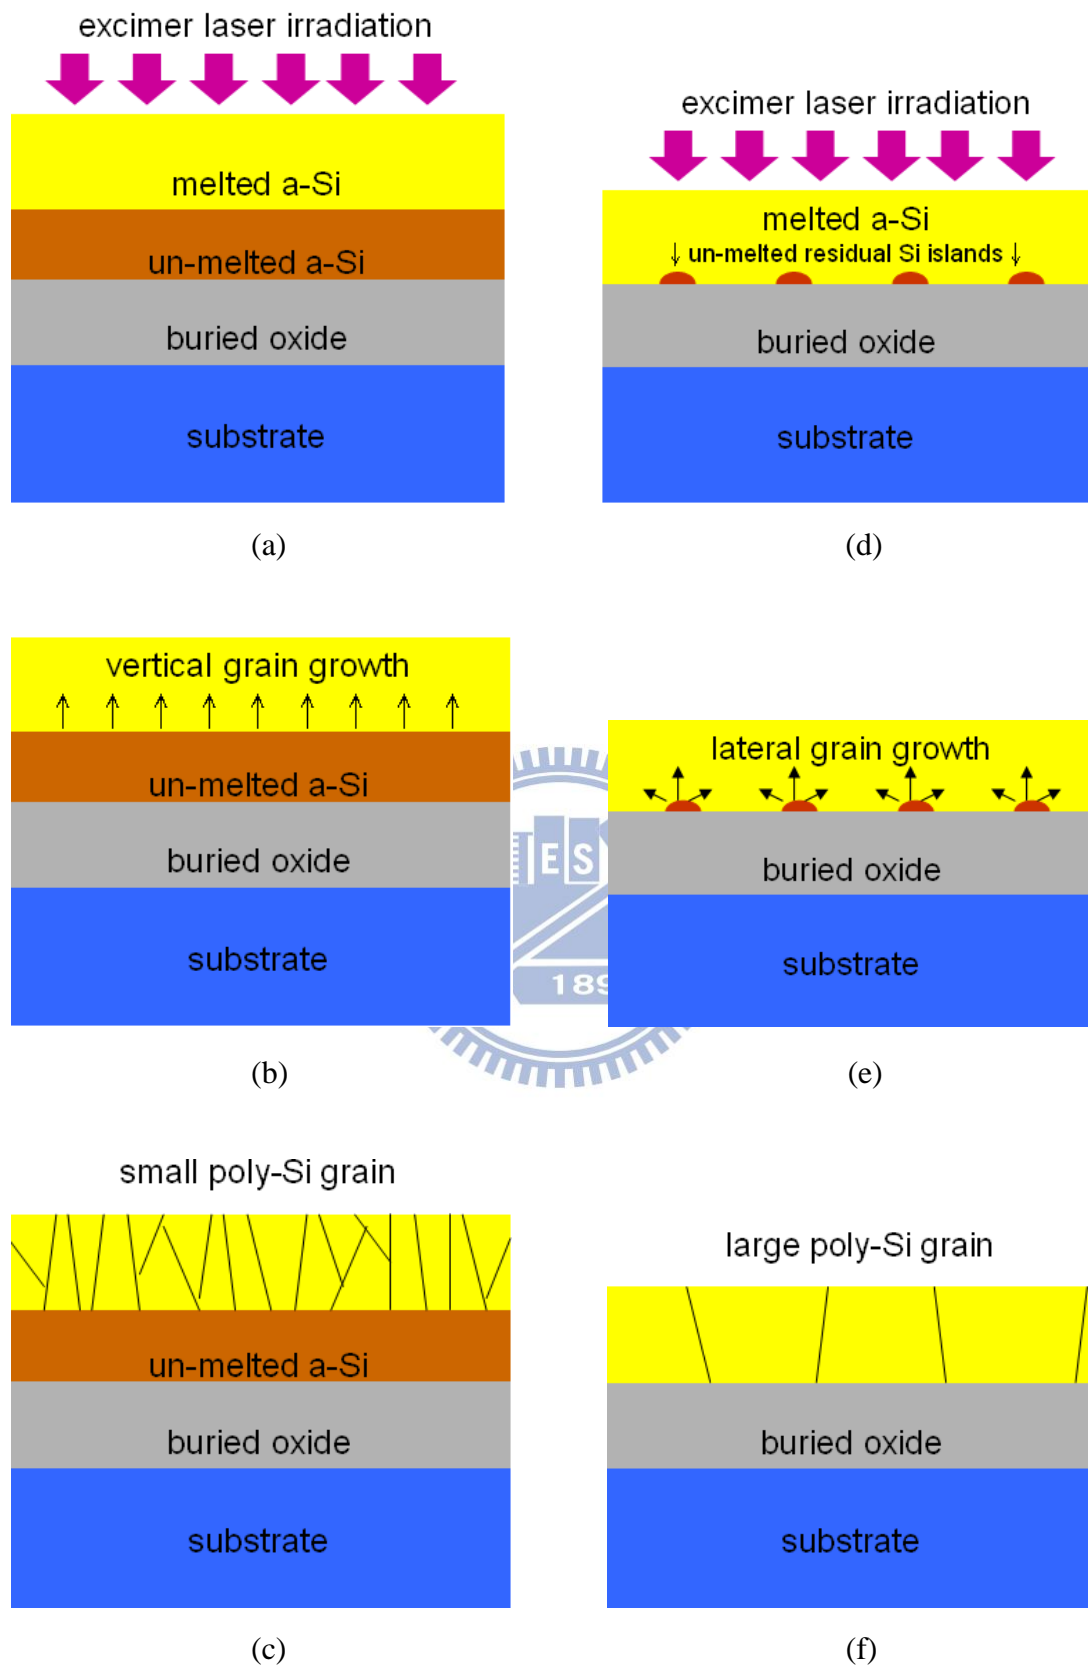 excimer laser irradiation
melted a-Si
un-melted a-Si
buried oxide
substrate
(a)
excimer laser irradiation
melted a-Si
un-melted residual Si islands
buried oxide
substrate
(d)
vertical grain growth
un-melted a-Si
buried oxide
substrate
(b)
lateral grain growth
buried oxide
substrate
(e)
ES
189
small poly-Si grain
un-melted a-Si
buried oxide
substrate
(c)
large poly-Si grain
buried oxide
substrate
(f)